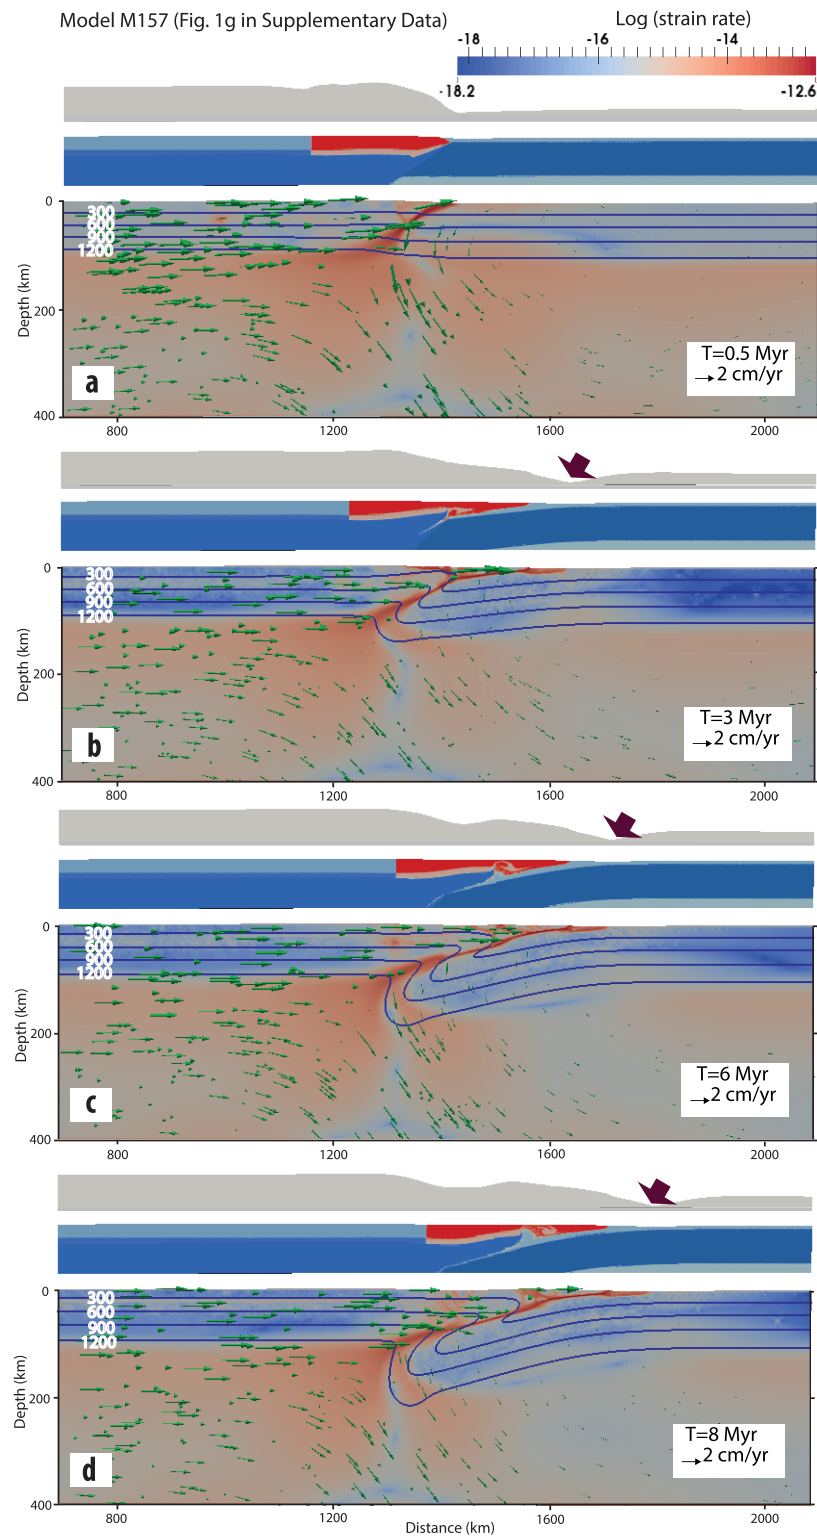 Model M157 (Fig. 1g in Supplementary Data)
Log (strain rate)
-18 -16 -14
-18.2 -12.6
0
300
600
900
1200
200
400
Depth (km)
a
T=0.5 Myr
2 cm/yr
800 1200 1600 2000
0
300
600
900
1200
200
400
Depth (km)
b
T=3 Myr
2 cm/yr
800 1200 1600 2000
0
300
600
900
1200
200
400
Depth (km)
c
T=6 Myr
2 cm/yr
800 1200 1600 2000
0
300
600
900
1200
200
400
Depth (km)
d
T=8 Myr
2 cm/yr
800 1200 1600 2000
Distance (km)